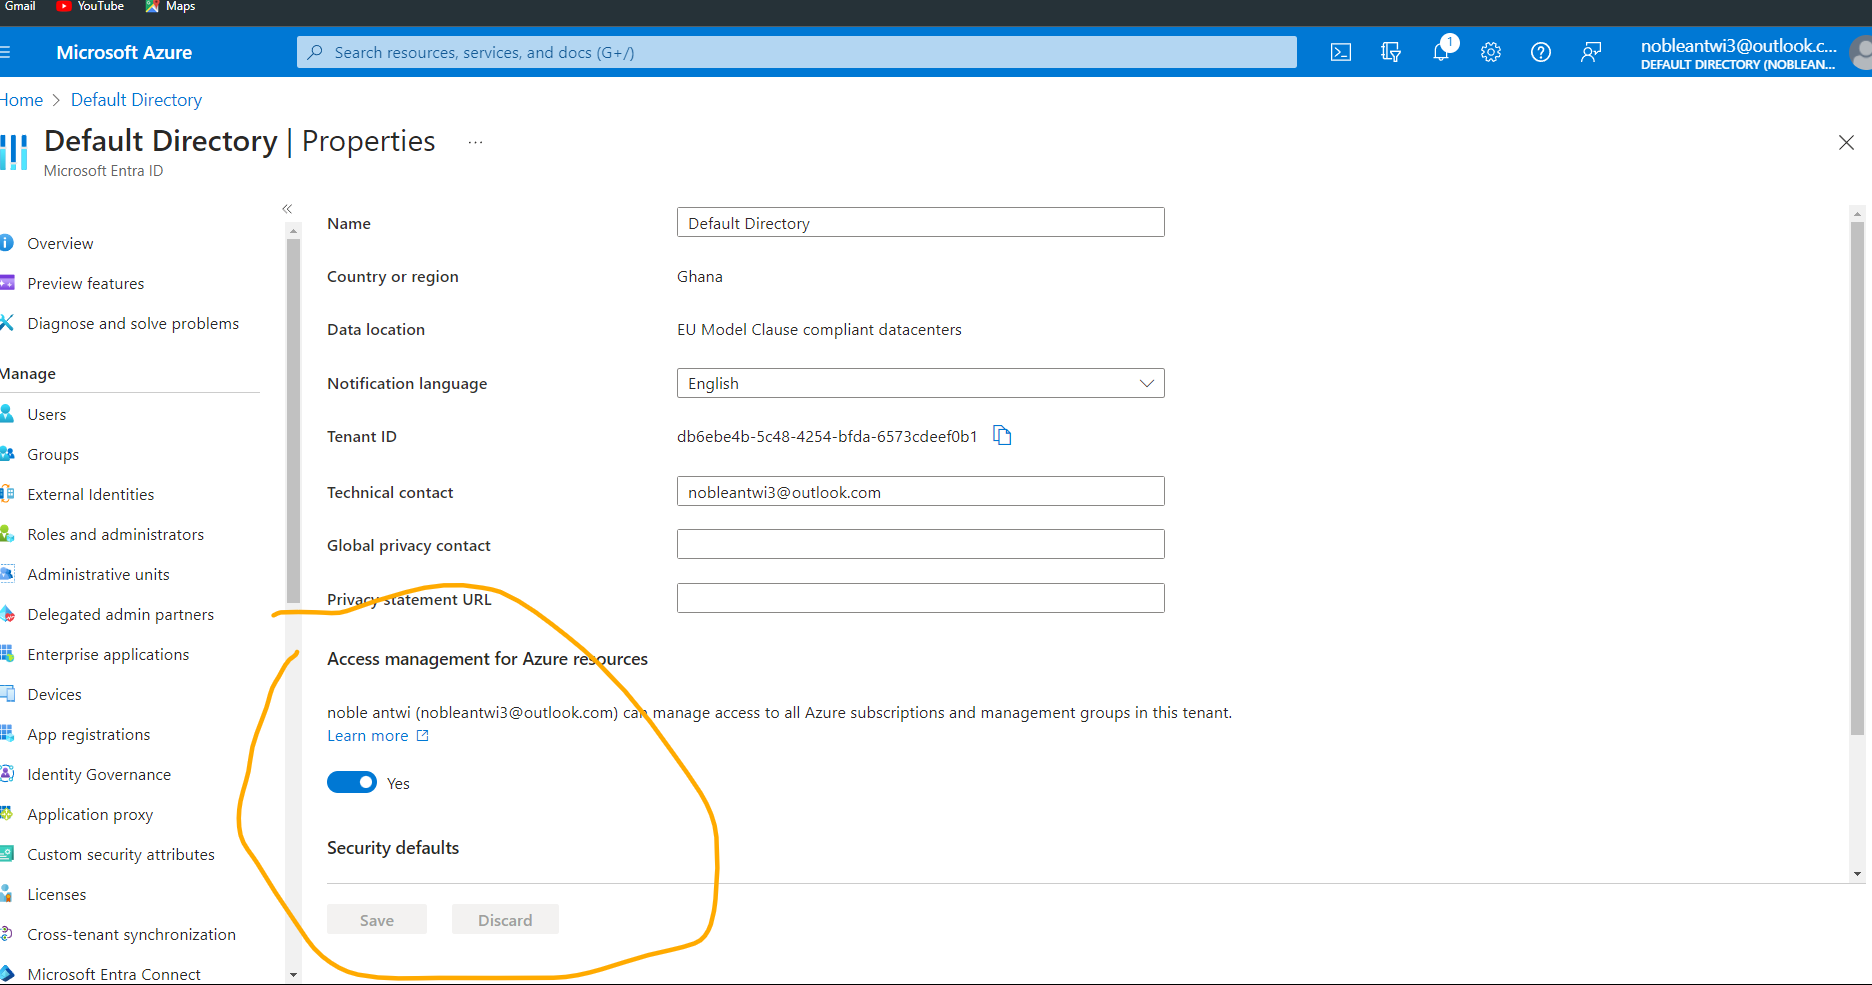 Gmail YouTube Maps
Microsoft Azure Search resources, services, and docs (G+/) 1 nobleantwi3@outlook.c...
DEFAULT DIRECTORY (NOBLEAN...
Home > Default Directory
Default Directory | Properties ...
Microsoft Entra ID
«
Overview
Preview features
Diagnose and solve problems
Manage
Users
Groups
External Identities
Roles and administrators
Administrative units
Delegated admin partners
Enterprise applications
Devices
App registrations
Identity Governance
Application proxy
Custom security attributes
Licenses
Cross-tenant synchronization
Microsoft Entra Connect
Name Default Directory
Country or region Ghana
Data location EU Model Clause compliant datacenters
Notification language English
Tenant ID db6ebe4b-5c48-4254-bfda-6573cdeef0b1
Technical contact nobleantwi3@outlook.com
Global privacy contact
Privacy statement URL
Access management for Azure resources
noble antwi (nobleantwi3@outlook.com) can manage access to all Azure subscriptions and management groups in this tenant.
Learn more
Yes
Security defaults
Save Discard